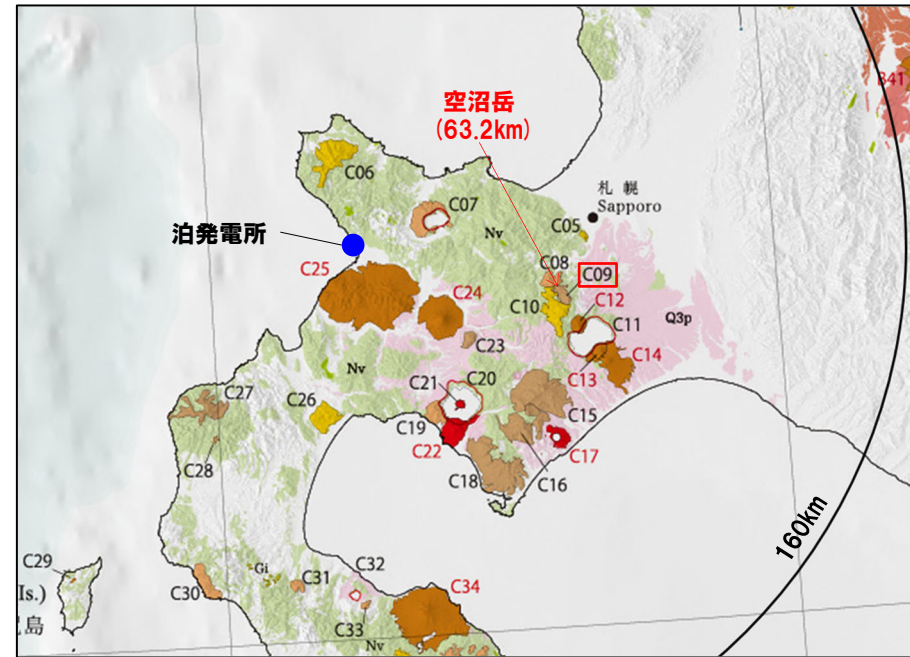 B41
空沼岳
(63.2km)
C06
札幌
Sapporo
C07
C05
泊発電所
Nv
C08
C09
C25
C24
C10
C12
C11
Q3p
C23
C14
C13
Nv
C21
C20
C27
C26
C19
C15
C22
C17
C28
C18
C16
160km
C29
C32
Gi
C31
C34
Is.)
C30
島
C33
Nv